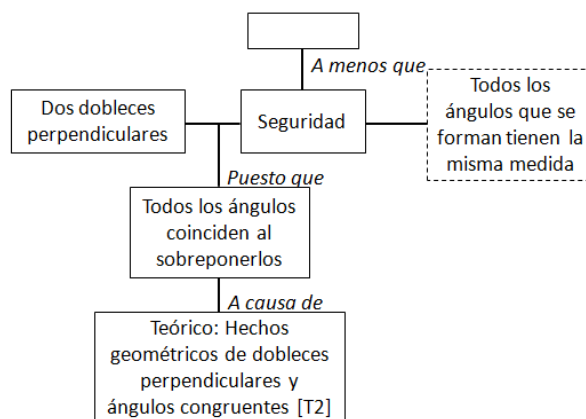 A menos que
Dos dobleces
perpendiculares
Seguridad
Todos los
ángulos que se
forman tienen la
misma medida
Puesto que
Todos los ángulos
coinciden al
sobreponerlos
A causa de
Teórico: Hechos
geométricos de dobleces
perpendiculares y
ángulos congruentes [T2]